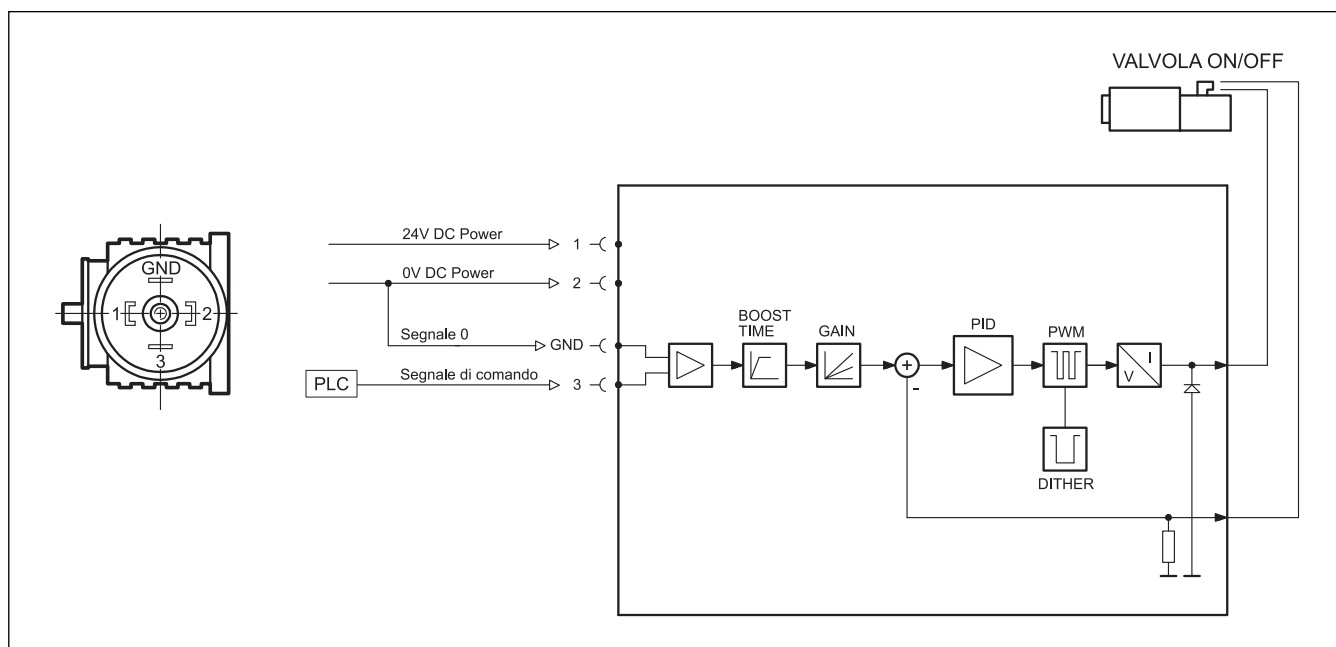 VALVOLA ON/OFF
GND
1
2
3
24V DC Power
1
0V DC Power
2
Segnale 0
GND
PLC
Segnale di comando
3
BOOST
TIME
GAIN
+
-
PID
PWM
I
V
DITHER